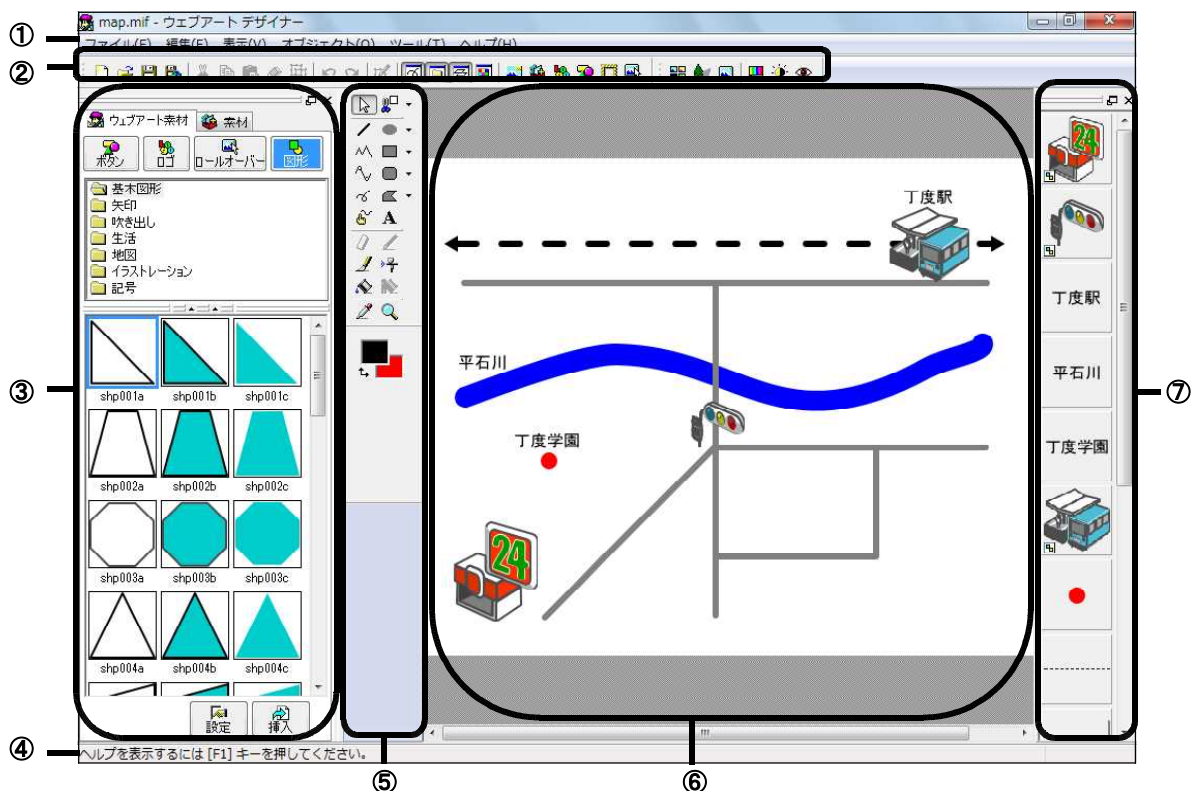 map.mif - ウェブアート デザイナー
①
ファイル(F) 編集(E) 表示(V) オブジェクト(O) ツール(T) ヘルプ(H)
②
ウェブアート素材 素材
ボタン ロゴ ロールオーバー 図形
基本図形
矢印
吹き出し
生活
地図
イラストレーション
記号
③
shp001a shp001b shp001c
shp002a shp002b shp002c
shp003a shp003b shp003c
shp004a shp004b shp004c
設定 挿入
A
丁度駅
平石川
丁度学園
24
24
丁度駅
平石川
丁度学園
⑦
④
ヘルプを表示するには [F1] キーを押してください。
⑤
⑥